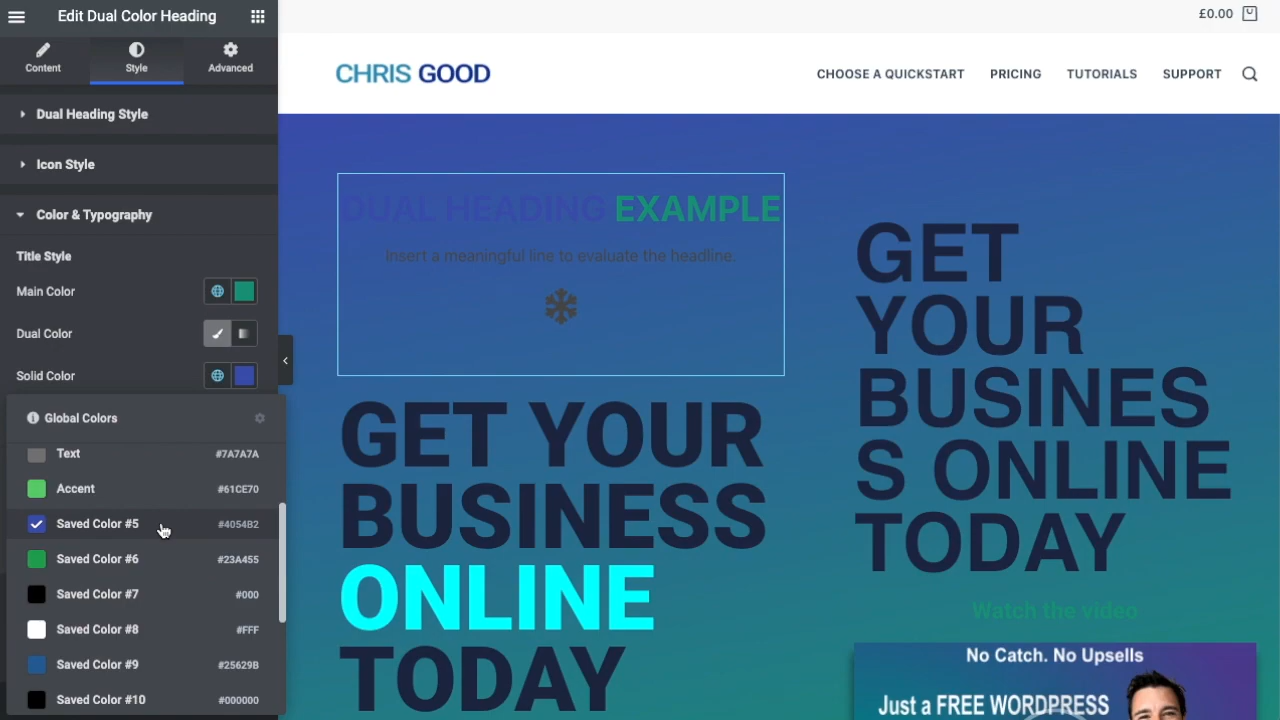 Edit Dual Color Heading
Content
Style
Advanced
Dual Heading Style
Icon Style
Color & Typography
Title Style
Main Color
Dual Color
Solid Color
Global Colors
Text #7A7A7A
Accent #61CE70
Saved Color #5 #4054B2
Saved Color #6 #23A455
Saved Color #7 #000
Saved Color #8 #FFF
Saved Color #9 #25629B
Saved Color #10 #000000
£0.00
CHRIS GOOD
CHOOSE A QUICKSTART
PRICING
TUTORIALS
SUPPORT
DUAL HEADING EXAMPLE
Insert a meaningful line to evaluate the headline.
GET YOUR
BUSINESS
ONLINE
TODAY
GET
YOUR
BUSINES
S ONLINE
TODAY
Watch the video
No Catch. No Upsells
Just a FREE WORDPRESS